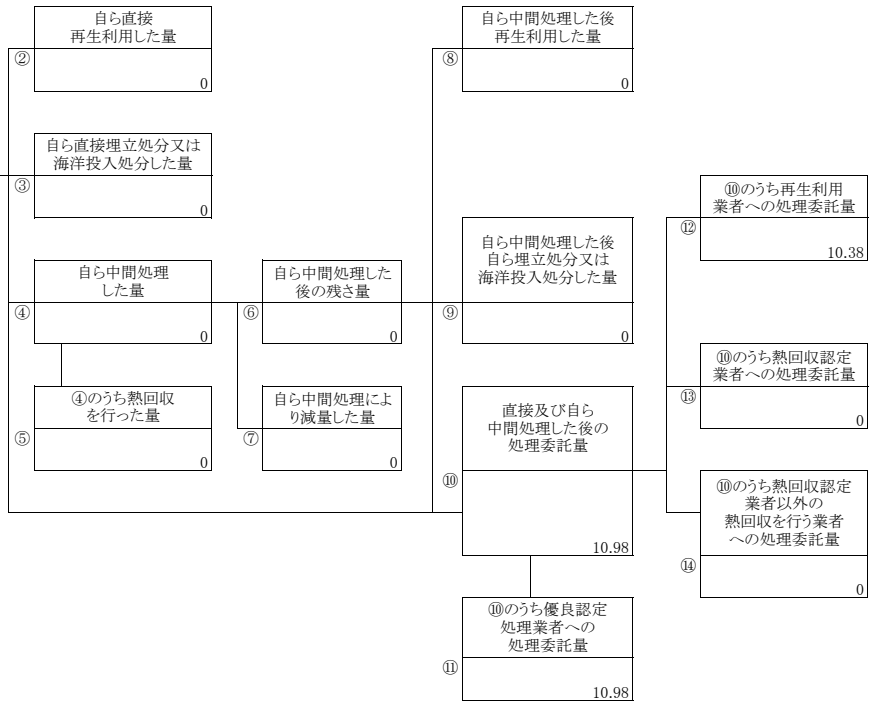 自ら直接
再生利用した量
②
0
自ら直接埋立処分又は
海洋投入処分した量
③
0
自ら中間処理
した量
④
0
④のうち熱回収
を行った量
⑤
0
自ら中間処理した
後の残さ量
⑥
0
自ら中間処理によ
り減量した量
⑦
0
自ら中間処理した後
再生利用した量
⑧
0
自ら中間処理した後
自ら埋立処分又は
海洋投入処分した量
⑨
0
直接及び自ら
中間処理した後の
処理委託量
⑩
10.98
⑩のうち優良認定
処理業者への
処理委託量
⑪
10.98
⑩のうち再生利用
業者への処理委託量
⑫
10.38
⑩のうち熱回収認定
業者への処理委託量
⑬
0
⑩のうち熱回収認定
業者以外の
熱回収を行う業者
への処理委託量
⑭
0